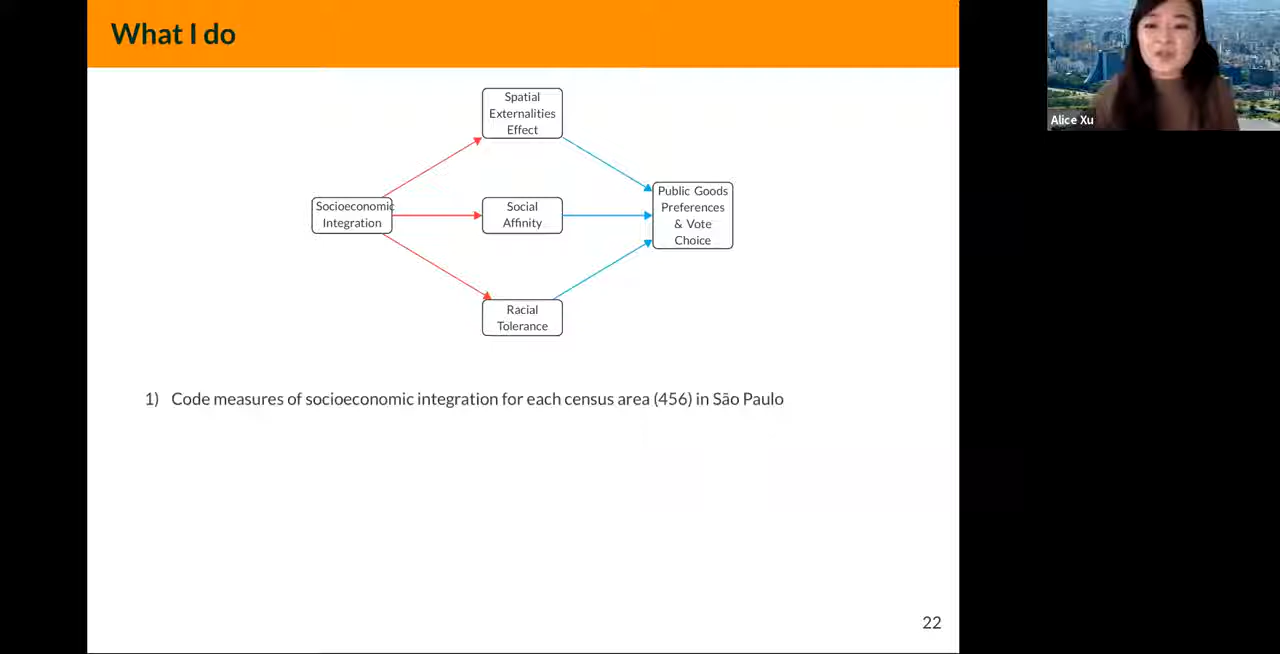 What I do
Alice Xu
Spatial
Externalities
Effect
Socioeconomic
Integration
Social
Affinity
Public Goods
Preferences
& Vote
Choice
Racial
Tolerance
1) Code measures of socioeconomic integration for each census area (456) in São Paulo
22